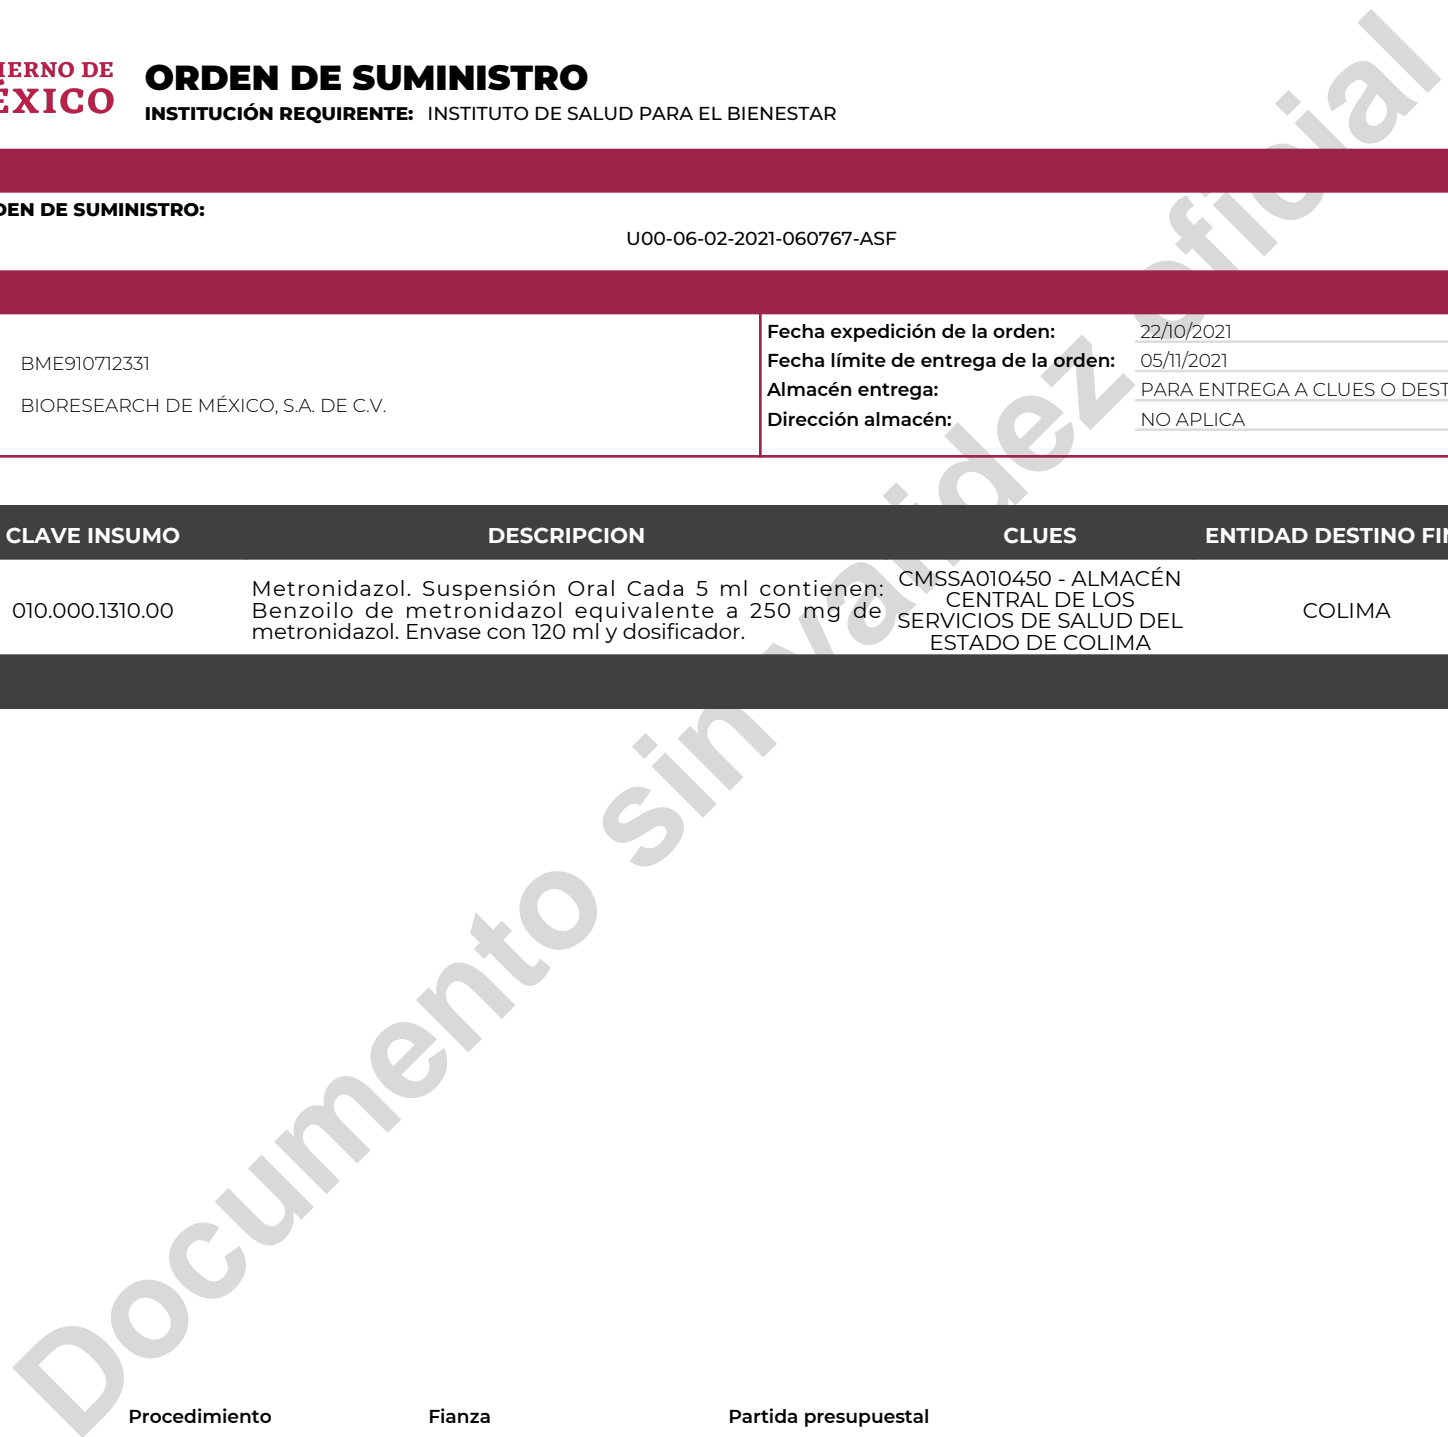 IERNO DE
ÉXICO
ORDEN DE SUMINISTRO
INSTITUCIÓN REQUIRENTE: INSTITUTO DE SALUD PARA EL BIENESTAR
DEN DE SUMINISTRO:
U00-06-02-2021-060767-ASF
BME910712331
BIORESEARCH DE MÉXICO, S.A. DE C.V.
Fecha expedición de la orden: 22/10/2021
Fecha límite de entrega de la orden: 05/11/2021
Almacén entrega: PARA ENTREGA A CLUES O DEST
Dirección almacén: NO APLICA
CLAVE INSUMO DESCRIPCION CLUES ENTIDAD DESTINO FIN
010.000.1310.00
Metronidazol. Suspensión Oral Cada 5 ml contienen:
Benzoilo de metronidazol equivalente a 250 mg de
metronidazol. Envase con 120 ml y dosificador.
CMSSA010450 - ALMACÉN
CENTRAL DE LOS
SERVICIOS DE SALUD DEL
ESTADO DE COLIMA
COLIMA
Documento sin validez oficial
Procedimiento Fianza Partida presupuestal